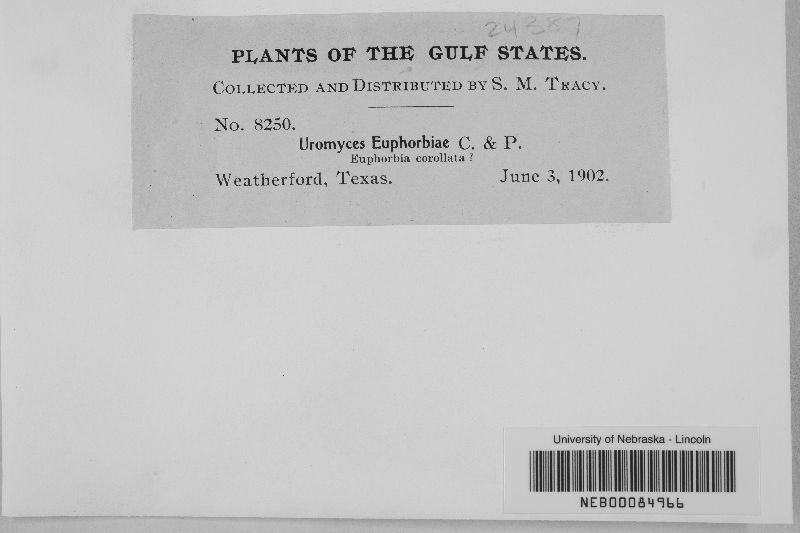 24387
PLANTS OF THE GULF STATES.
COLLECTED AND DISTRIBUTED BY S. M. TRACY.
No. 8250.
Uromyces Euphorbiae C. & P.
Euphorbia corollata ?
Weatherford, Texas. June 3, 1902.
University of Nebraska - Lincoln
NEB00084966